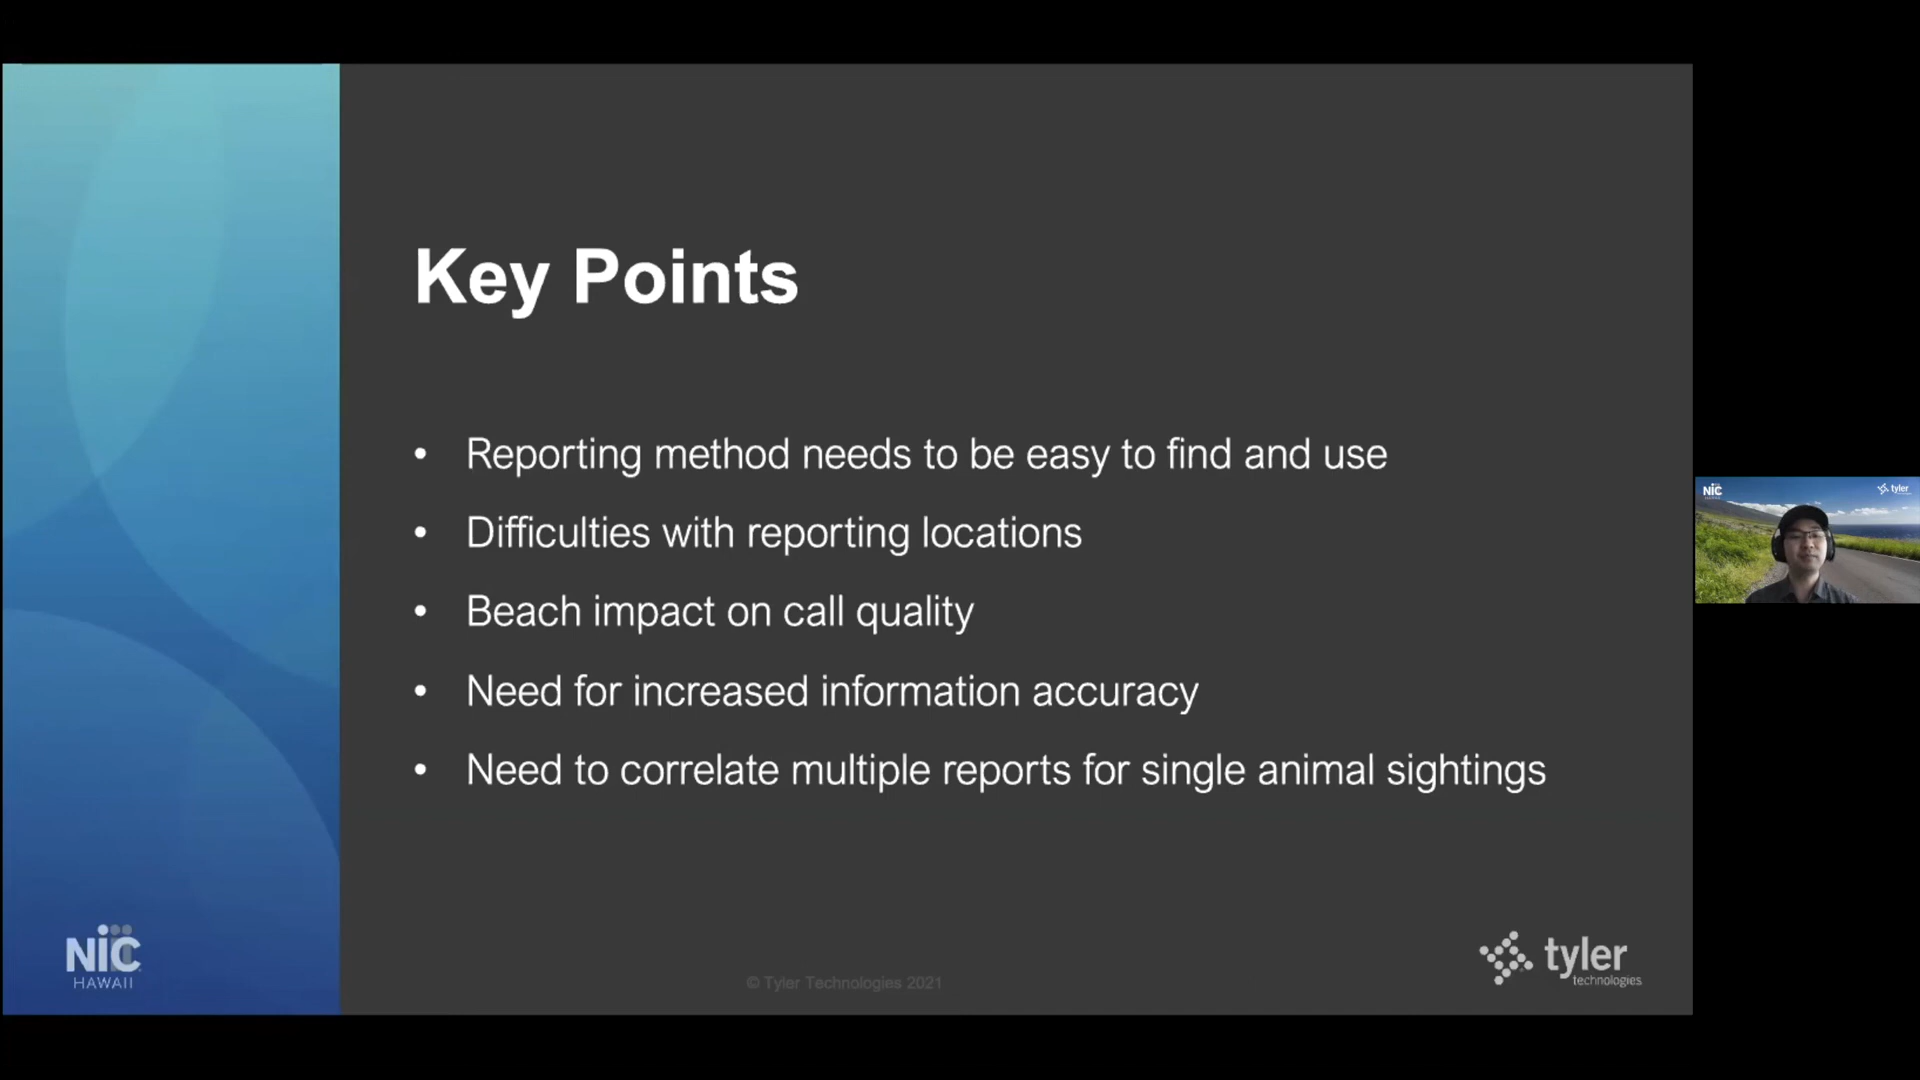 Key Points
• Reporting method needs to be easy to find and use
• Difficulties with reporting locations
• Beach impact on call quality
• Need for increased information accuracy
• Need to correlate multiple reports for single animal sightings
NIC
HAWAII
© Tyler Technologies 2021
tyler
technologies
NIC
tyler